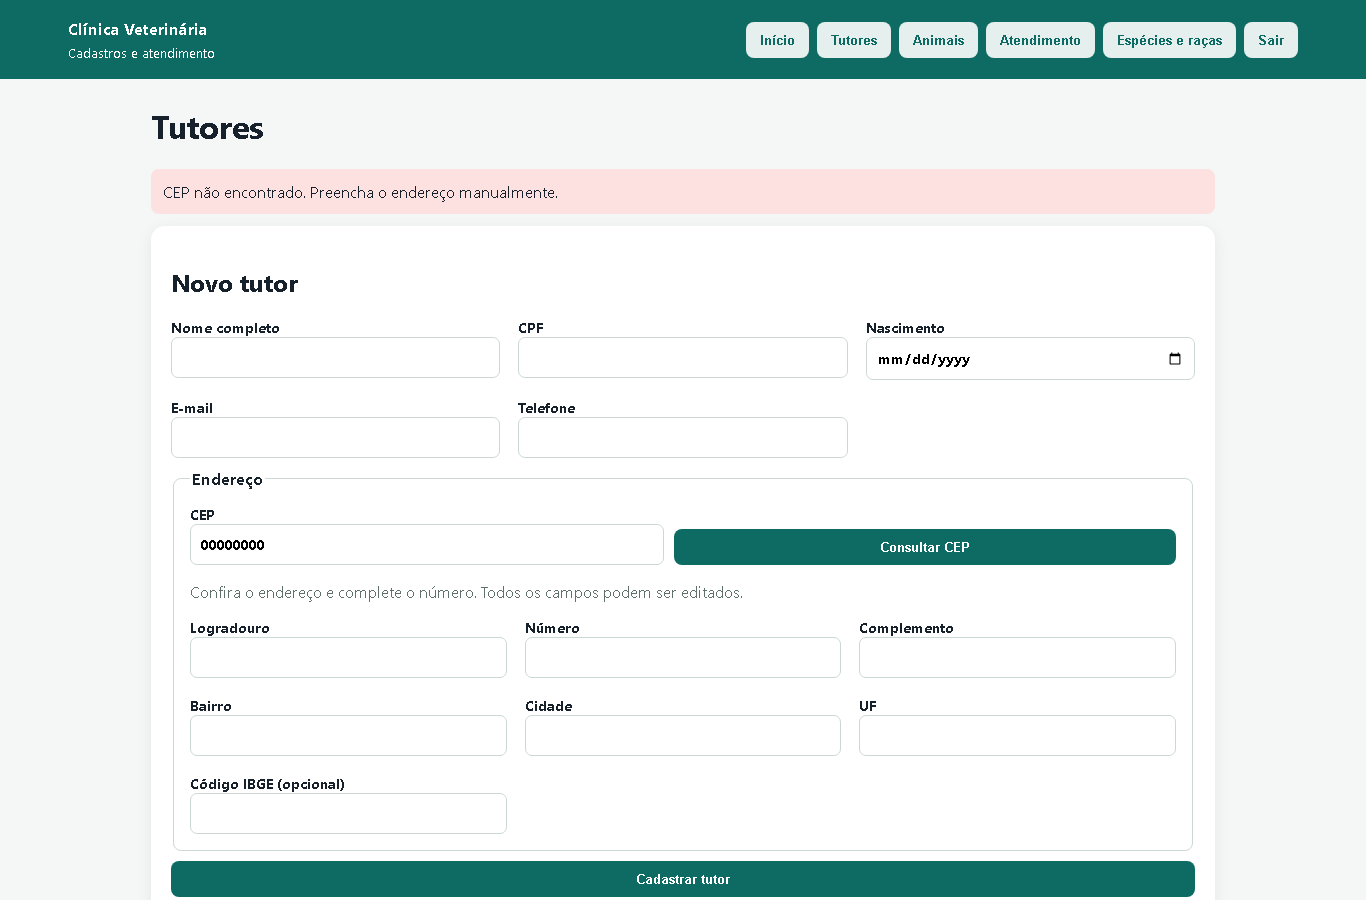 Clínica Veterinária
Cadastros e atendimento
Início
Tutores
Animais
Atendimento
Espécies e raças
Sair
Tutores
CEP não encontrado. Preencha o endereço manualmente.
Novo tutor
Nome completo
CPF
Nascimento
mm/dd/yyyy
E-mail
Telefone
Endereço
CEP
00000000
Consultar CEP
Confira o endereço e complete o número. Todos os campos podem ser editados.
Logradouro
Número
Complemento
Bairro
Cidade
UF
Código IBGE (opcional)
Cadastrar tutor